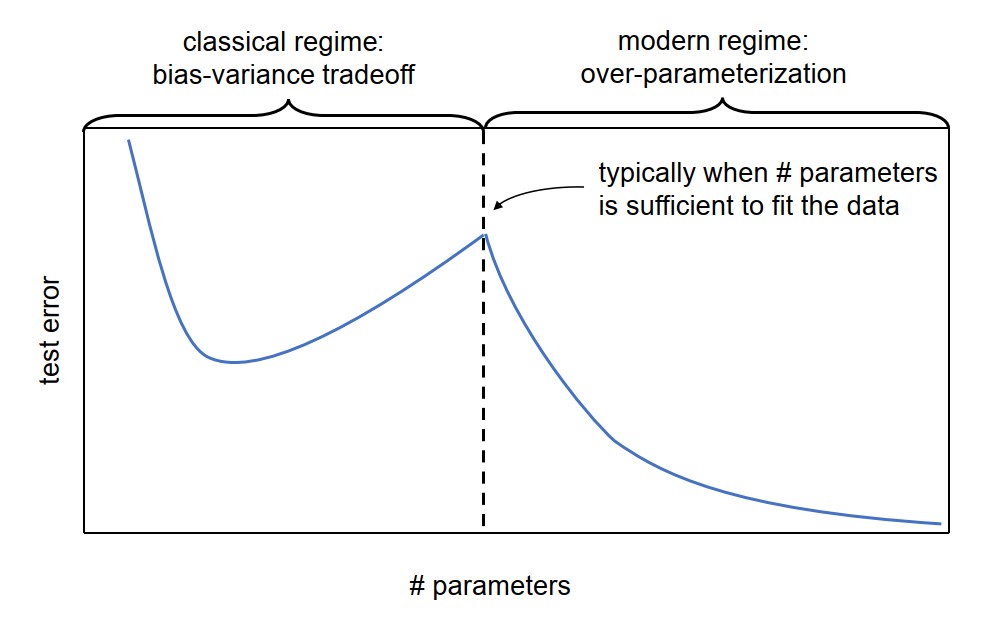 classical regime:
bias-variance tradeoff
modern regime:
over-parameterization
typically when # parameters
is sufficient to fit the data
test error
# parameters